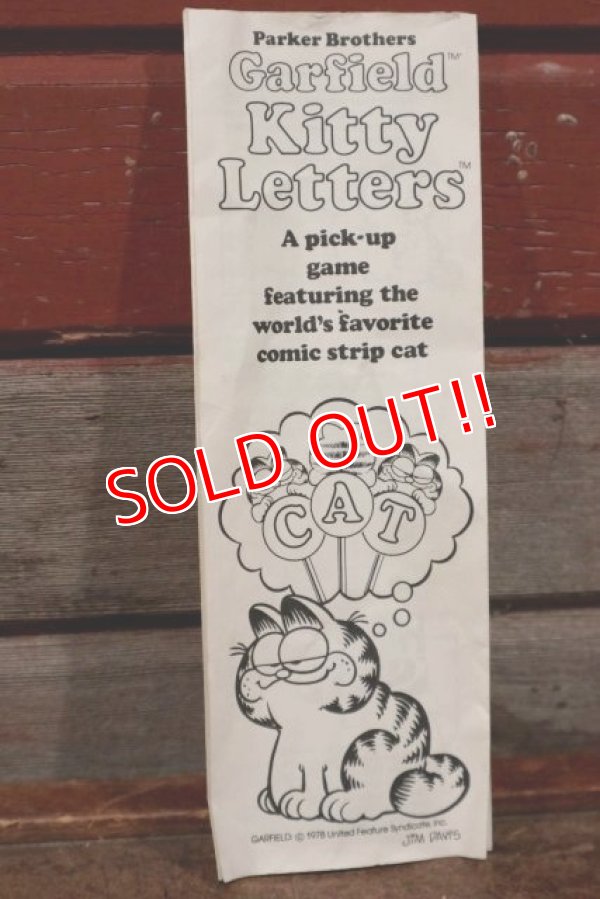 Parker Brothers
Garfield™
Kitty
Letters™
A pick-up
game
featuring the
world's favorite
comic strip cat
SOLD OUT!!
CAT
GARFIELD: © 1978 United Feature Syndicate, Inc.
JIM DAVIS